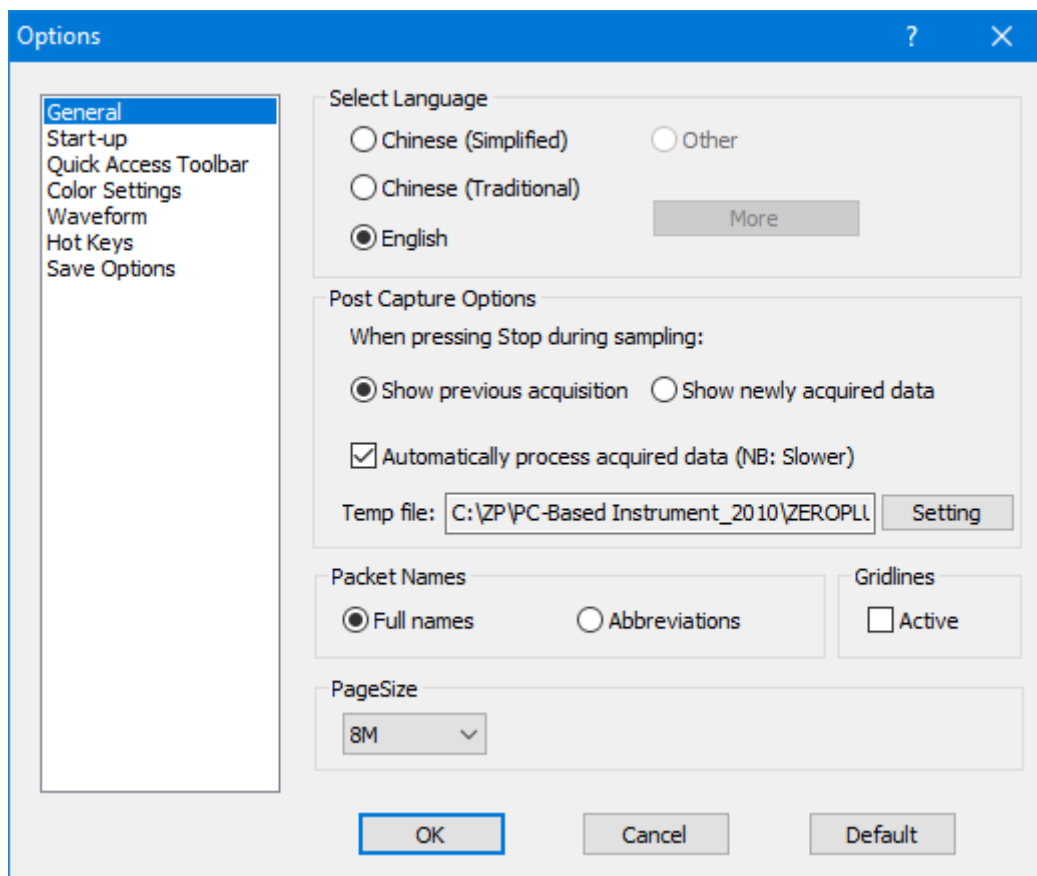 Options
General
Start-up
Quick Access Toolbar
Color Settings
Waveform
Hot Keys
Save Options
Select Language
Chinese (Simplified)
Other
Chinese (Traditional)
More
English
Post Capture Options
When pressing Stop during sampling:
Show previous acquisition
Show newly acquired data
Automatically process acquired data (NB: Slower)
Temp file: C:\ZP\PC-Based Instrument_2010\ZEROPLU Setting
Packet Names
Full names
Abbreviations
Gridlines
Active
PageSize
8M
OK
Cancel
Default